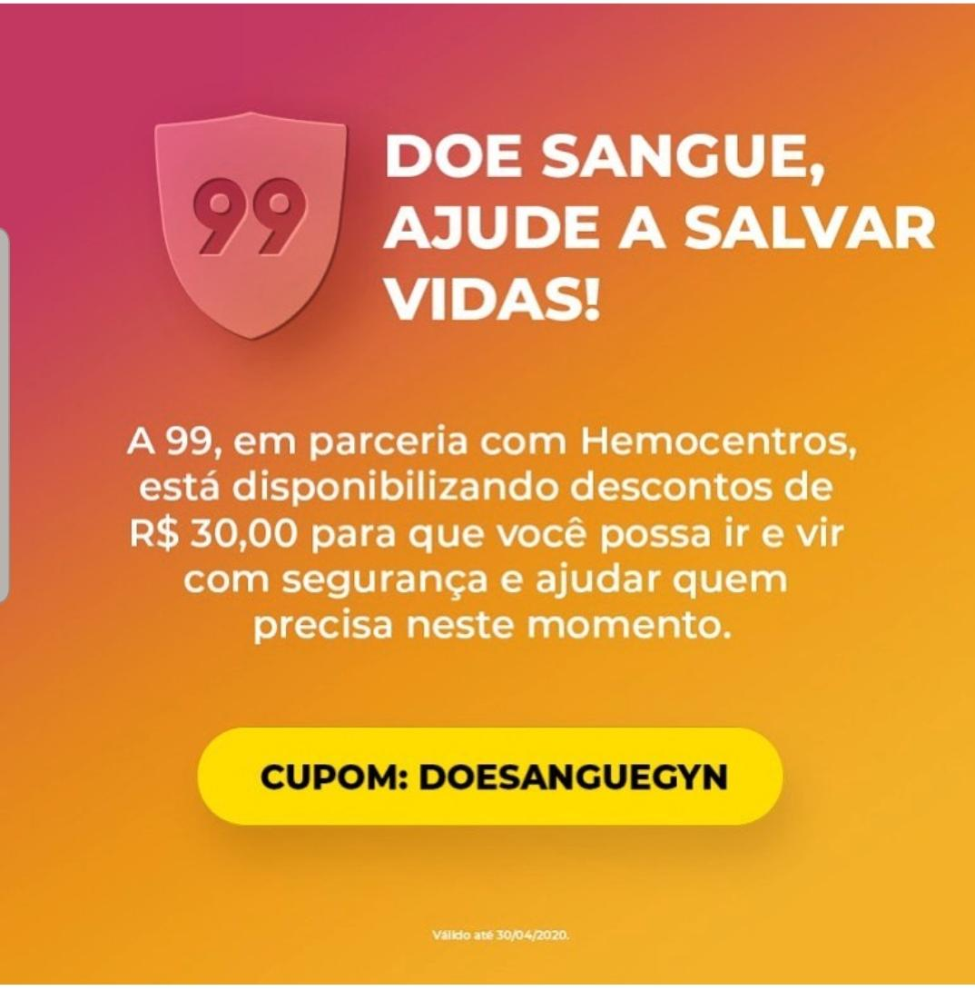 99
DOE SANGUE,
AJUDE A SALVAR
VIDAS!
A 99, em parceria com Hemocentros,
está disponibilizando descontos de
R$ 30,00 para que você possa ir e vir
com segurança e ajudar quem
precisa neste momento.
CUPOM: DOESANGUEGYN
Válido até 30/04/2020.